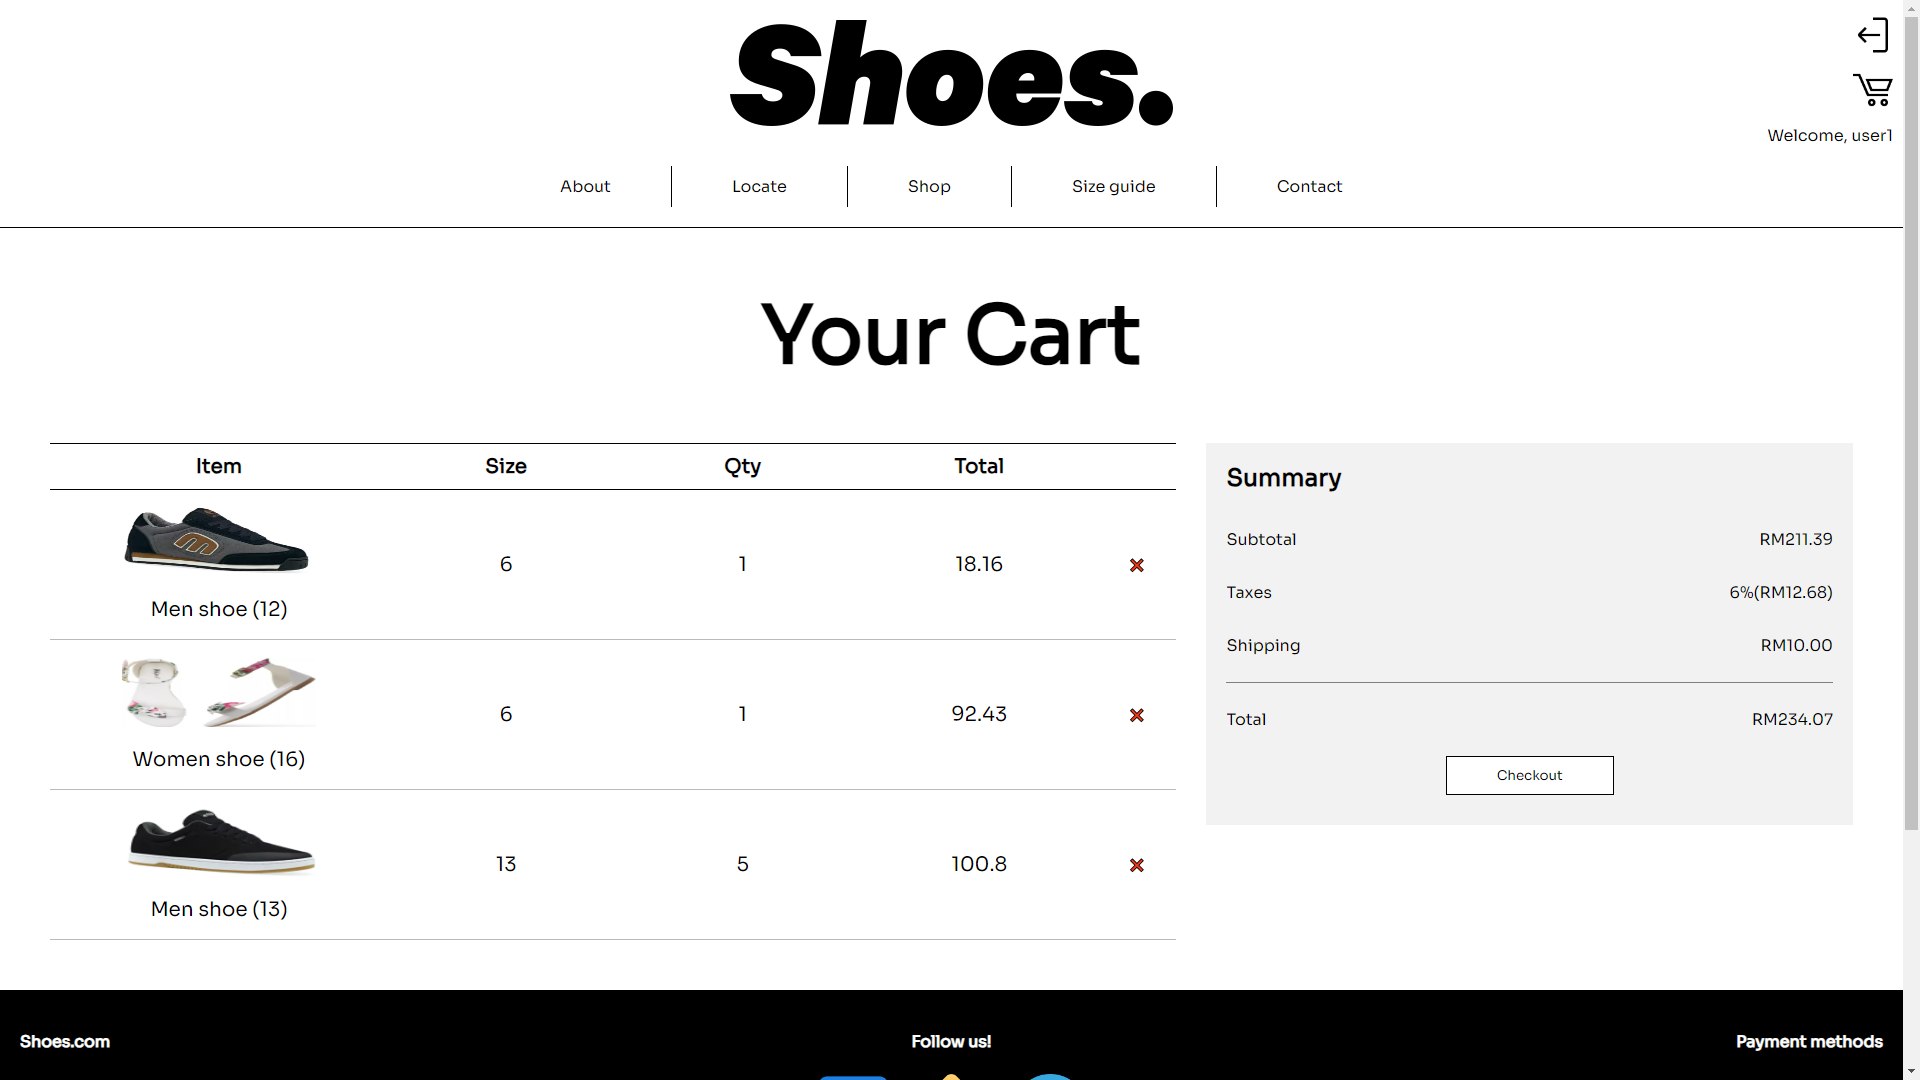 Shoes.
Welcome, user1
About Locate Shop Size guide Contact
Your Cart
Item Size Qty Total
6 1 18.16
Men shoe (12)
6 1 92.43
Women shoe (16)
13 5 100.8
Men shoe (13)
Summary
Subtotal RM211.39
Taxes 6%(RM12.68)
Shipping RM10.00
Total RM234.07
Checkout
Shoes.com Follow us! Payment methods